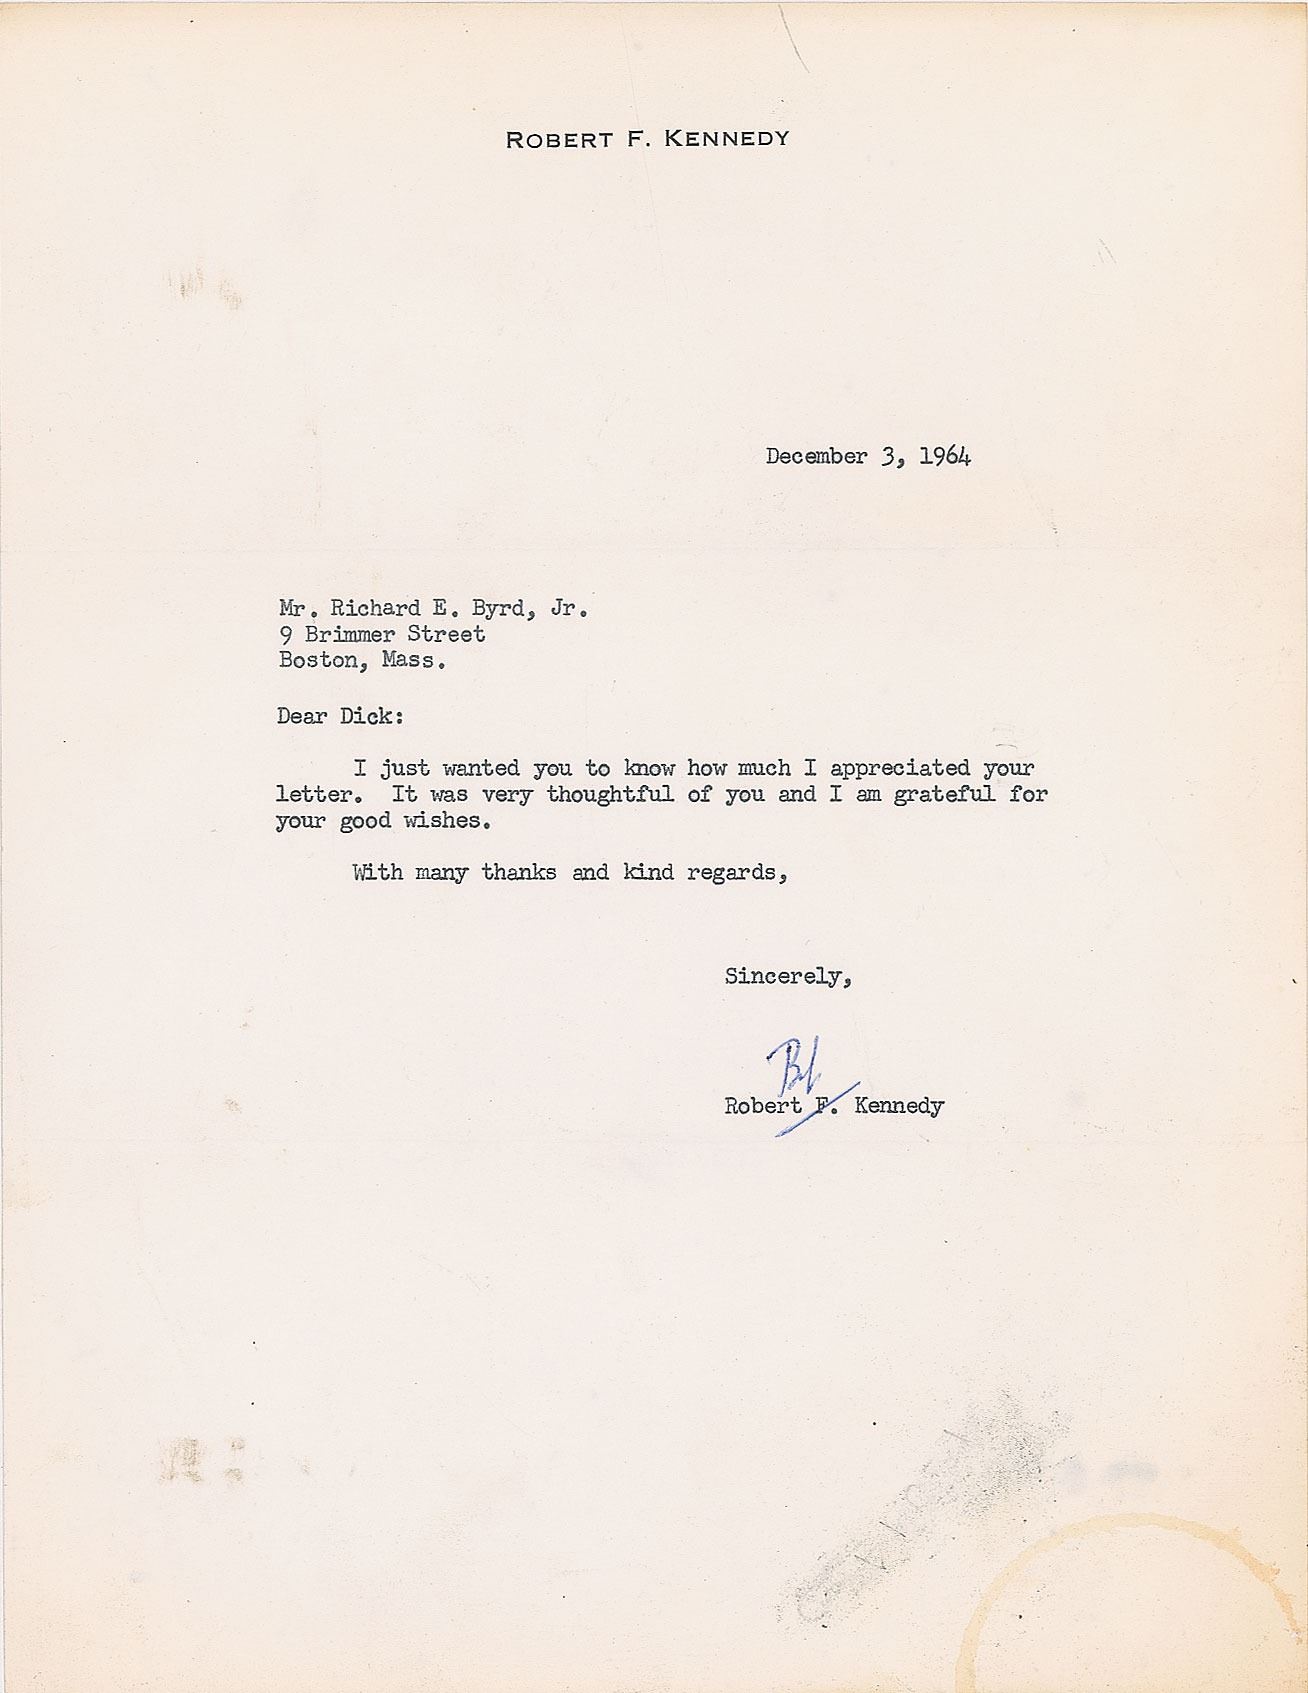 ROBERT F. KENNEDY
December 3, 1964
Mr. Richard E. Byrd, Jr.
9 Brimmer Street
Boston, Mass.
Dear Dick:
I just wanted you to know how much I appreciated your
letter. It was very thoughtful of you and I am grateful for
your good wishes.
With many thanks and kind regards,
Sincerely,
Robert F. Kennedy